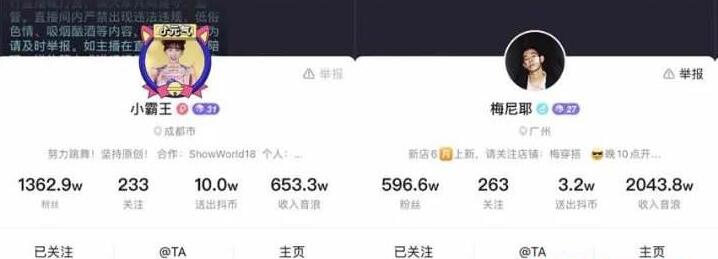 督。直播间内严禁出现违法违规、低俗
色情、吸烟酗酒等内容，
为
请及时举报。如主播在直
陪
小元子
举报
小霸王 31
成都市
努力跳舞！坚持原创！ 合作：ShowWorld18 个人：...
1362.9w 233 10.0w 653.3w
粉丝 关注 送出抖币 收入音浪
已关注 @TA 主页
举报
梅尼耶 27
广州
新店6月上新，请关注店铺：梅穿搭 😎晚10点开...
596.6w 263 3.2w 2043.8w
粉丝 关注 送出抖币 收入音浪
已关注 @TA 主页